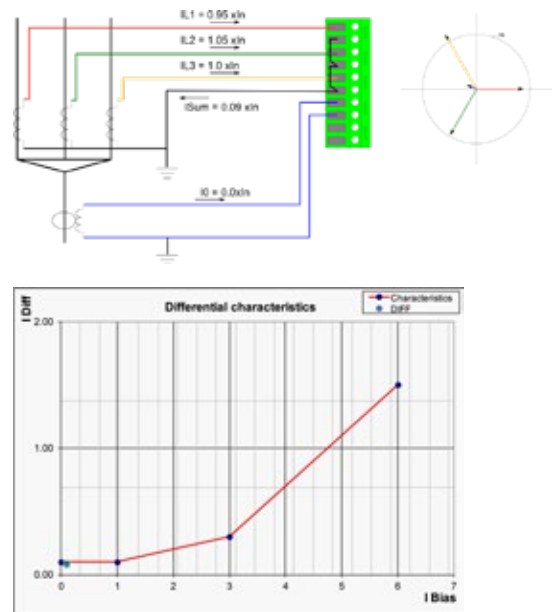 IL1 = 0.95 xIn
IL2 = 1.05 xIn
IL3 = 1.0 xIn
ISum = 0.09 xIn
I0 = 0.0xIn
Differential characteristics
Characteristics
DIFF
I Diff
2.00
1.00
0.00
0 1 2 3 4 5 6 7
I Bias